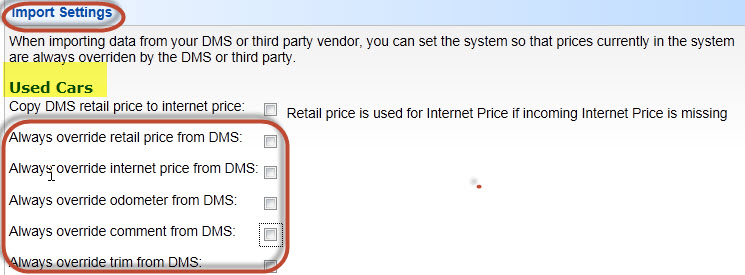 Import Settings
When importing data from your DMS or third party vendor, you can set the system so that prices currently in the system
are always overriden by the DMS or third party.
Used Cars
Copy DMS retail price to internet price: Retail price is used for Internet Price if incoming Internet Price is missing
Always override retail price from DMS:
Always override internet price from DMS:
Always override odometer from DMS:
Always override comment from DMS:
Always override trim from DMS: